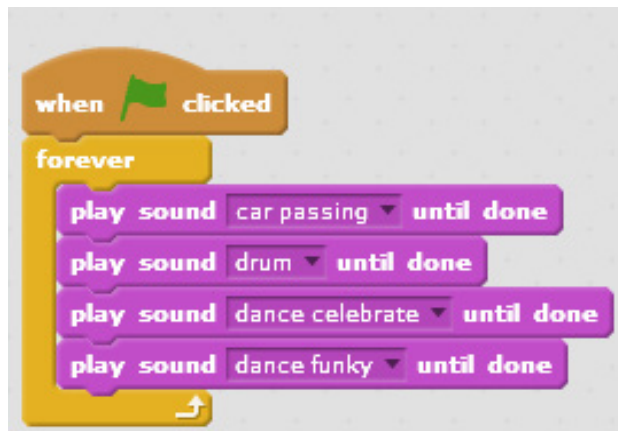 when clicked
forever
play sound car passing until done
play sound drum until done
play sound dance celebrate until done
play sound dance funky until done